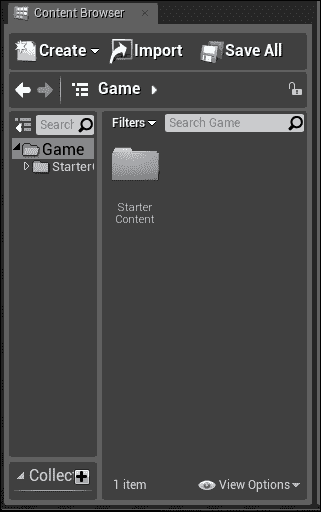 Content Browser
Create Import Save All
Game
Search
Filters Search Game
Game
Starter
Starter
Content
Collect
1 item View Options